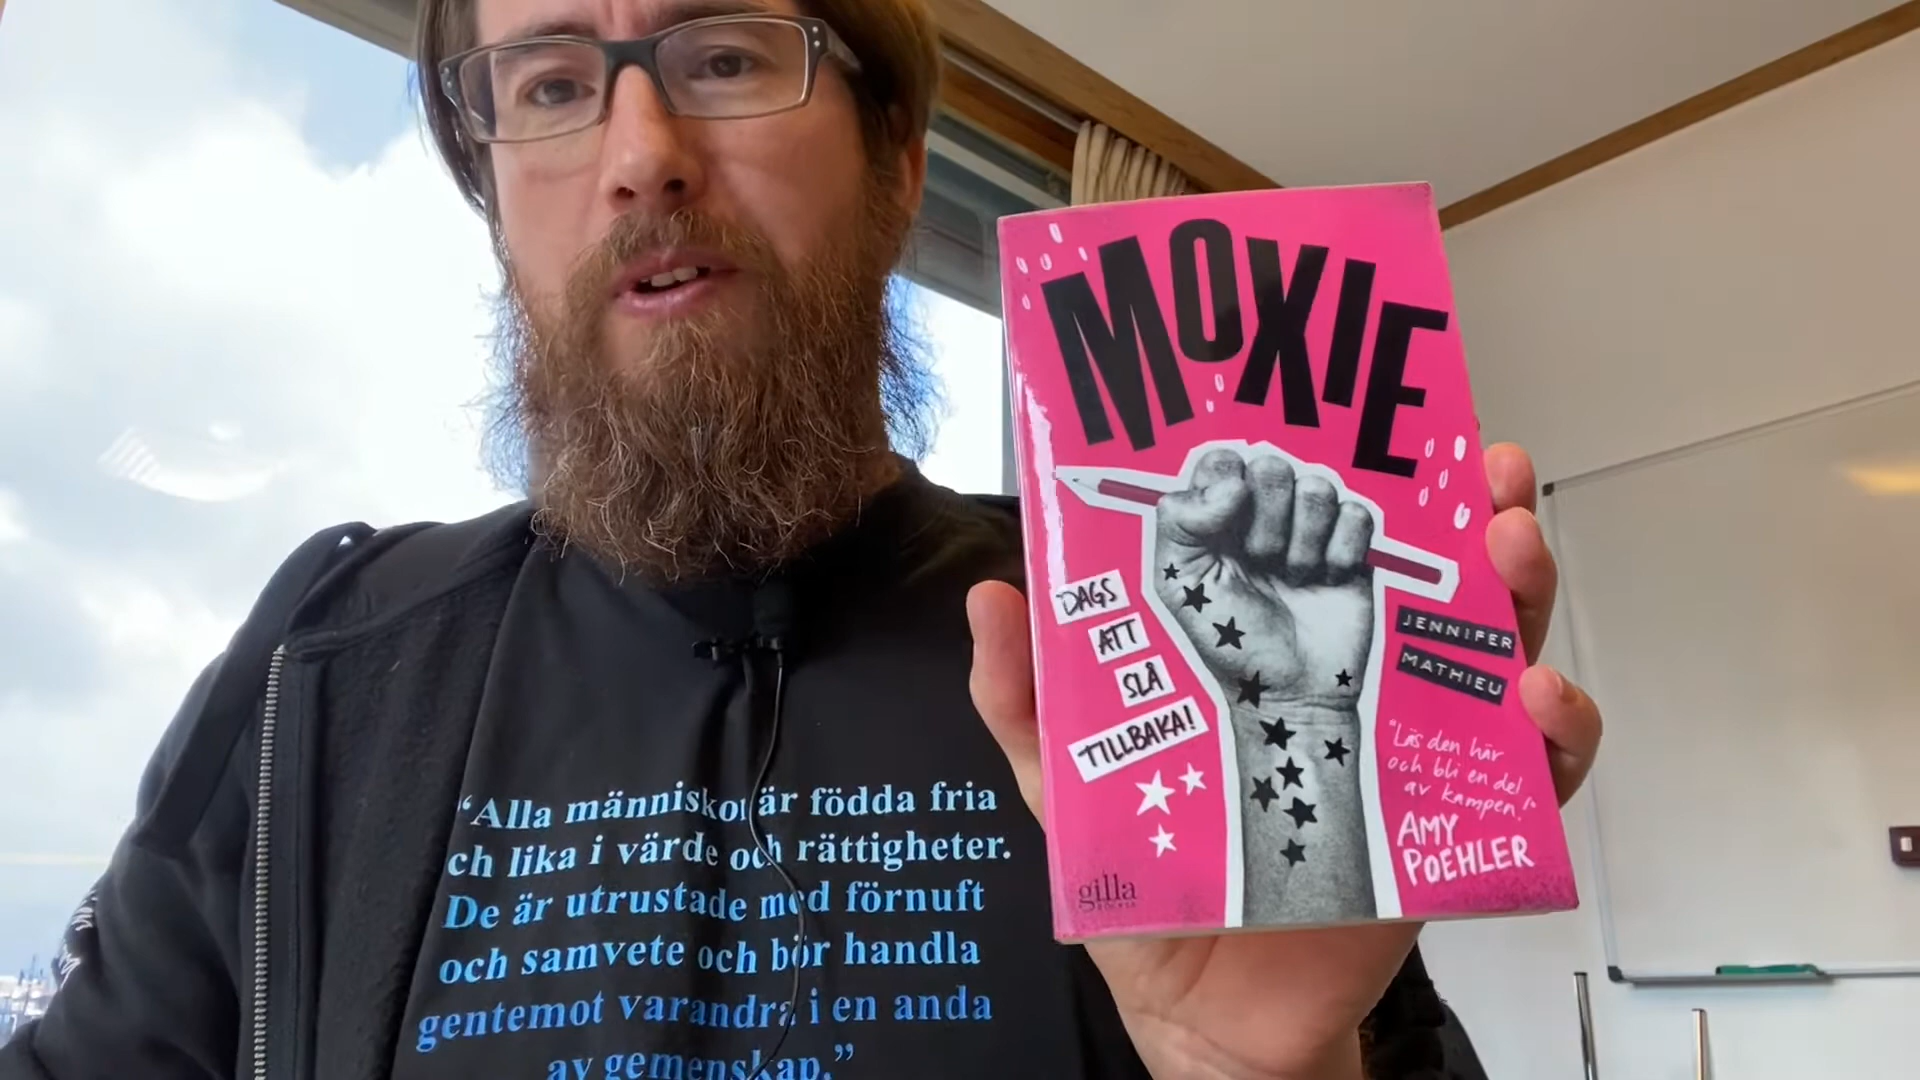 MOXIE
DAGS
ATT
SLÅ
TILLBAKA!
JENNIFER
MATHIEU
"Läs den här
och bli en del
av kampen!"
AMY
POEHLER
gilla
BÖCKER
“Alla människor är födda fria
ch lika i värde och rättigheter.
De är utrustade med förnuft
och samvete och bör handla
gentemot varandra i en anda
av gemenskap.”